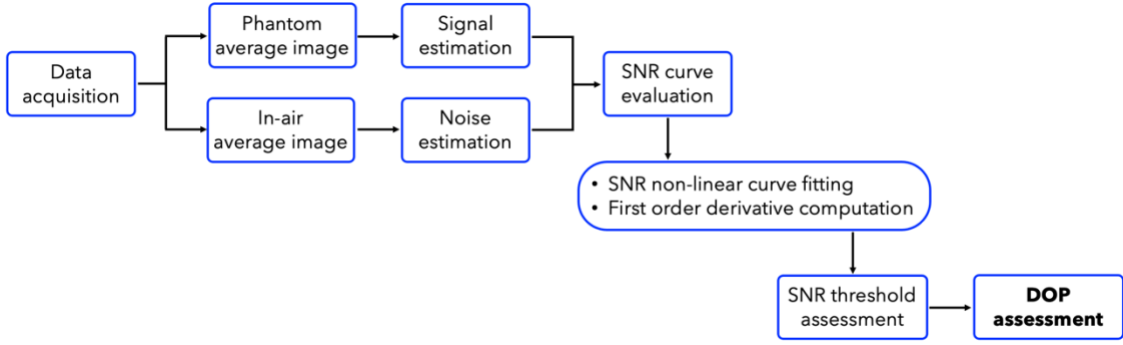 Data
acquisition
Phantom
average image
Signal
estimation
In-air
average image
Noise
estimation
SNR curve
evaluation
• SNR non-linear curve fitting
• First order derivative computation
SNR threshold
assessment
DOP
assessment